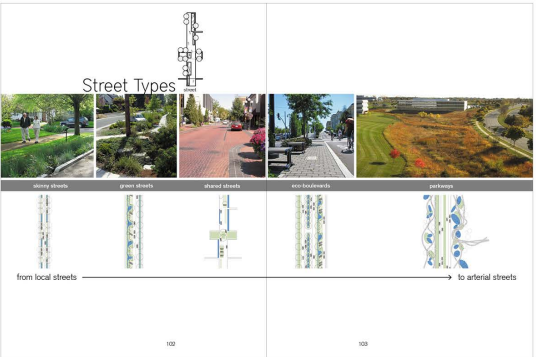 street
Street Types
skinny streets green streets shared streets eco-boulevards parkways
from local streets to arterial streets
102 103